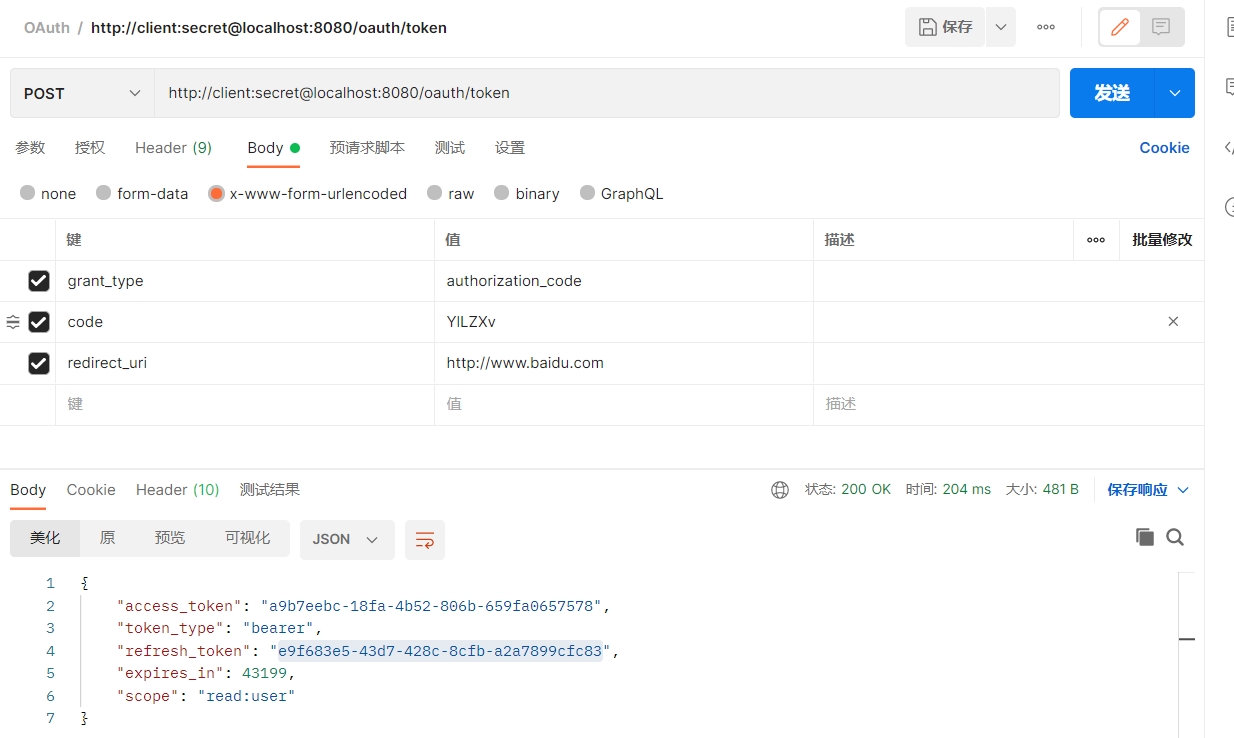 OAuth / http://client:secret@localhost:8080/oauth/token 保存
POST http://client:secret@localhost:8080/oauth/token 发送
参数 授权 Header (9) Body 预请求脚本 测试 设置 Cookie
none form-data x-www-form-urlencoded raw binary GraphQL
键 值 描述 批量修改
grant_type authorization_code
code YlLZXv
redirect_uri http://www.baidu.com
键 值 描述
Body Cookie Header (10) 测试结果 状态: 200 OK 时间: 204 ms 大小: 481 B 保存响应
美化 原 预览 可视化 JSON
1 {
2 "access_token": "a9b7eebc-18fa-4b52-806b-659fa0657578",
3 "token_type": "bearer",
4 "refresh_token": "e9f683e5-43d7-428c-8cfb-a2a7899cfc83",
5 "expires_in": 43199,
6 "scope": "read:user"
7 }